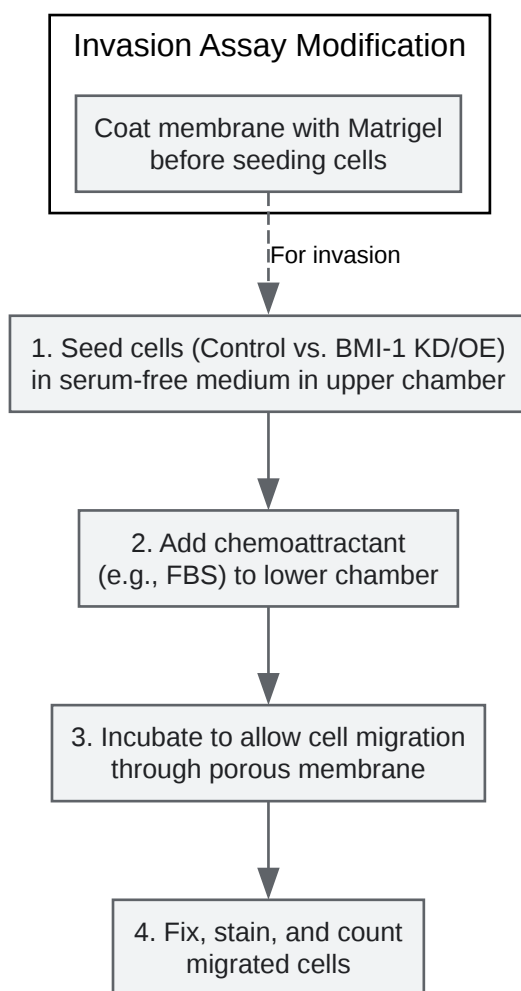 Invasion Assay Modification
Coat membrane with Matrigel
before seeding cells
For invasion
1. Seed cells (Control vs. BMI-1 KD/OE)
in serum-free medium in upper chamber
2. Add chemoattractant
(e.g., FBS) to lower chamber
3. Incubate to allow cell migration
through porous membrane
4. Fix, stain, and count
migrated cells